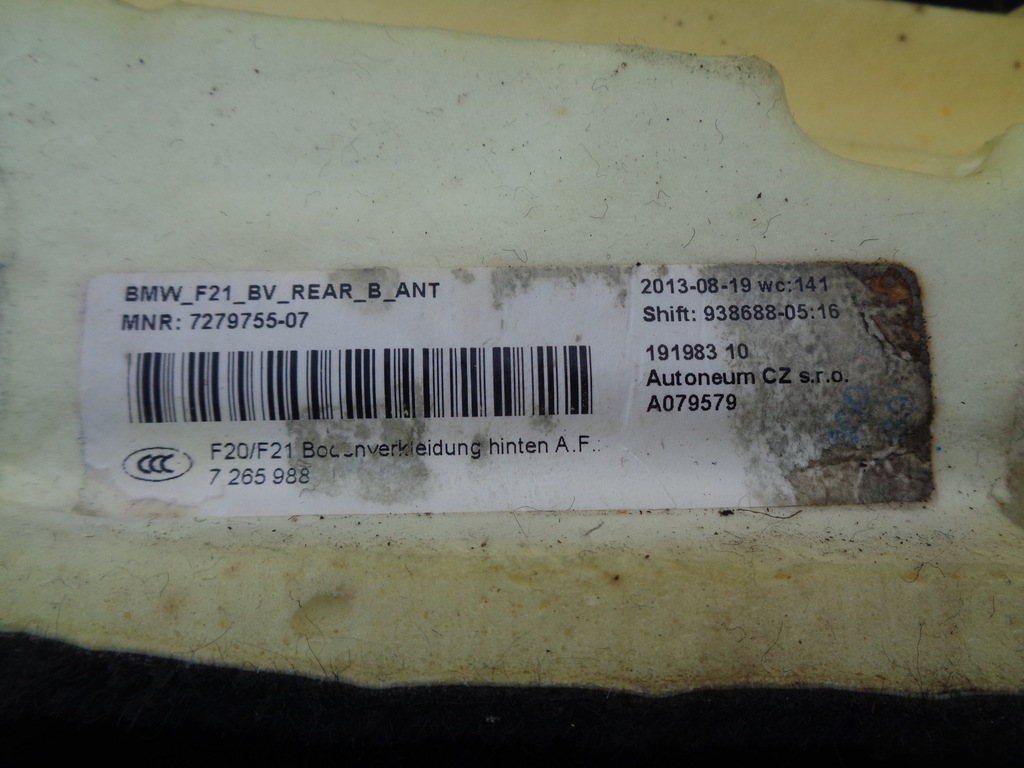 BMW_F21_BV_REAR_B_ANT
MNR: 7279755-07
CCC
F20/F21 Bodenverkleidung hinten A.F.:
7 265 988
2013-08-19 wc:141
Shift: 938688-05:16
191983 10
Autoneum CZ s.r.o.
A079579